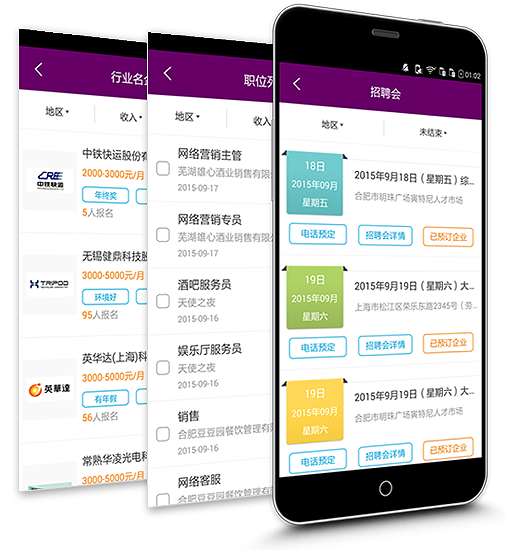 行业名企
地区
收入
CRE
中铁快运
中铁快运股份有
2000-3000元/月
年终奖
5人报名
TRIPOD
无锡健鼎科技股
3000-5000元/月
环境好
95人报名
英華達
英华达(上海)科
3000-5000元/月
有年假
56人报名
常熟华凌光电科
3000-5000元/月
职位列
地区
收入
网络营销主管
芜湖雄心酒业销售有限公
2015-09-17
网络营销专员
芜湖雄心酒业销售有限公
2015-09-17
酒吧服务员
天使之夜
2015-09-16
娱乐厅服务员
天使之夜
2015-09-16
销售
合肥豆豆园餐饮管理有
2015-09-16
网络客服
合肥豆豆园餐饮管理有
2015-09-16
01:02
招聘会
地区
未结束
18日
2015年09月
星期五
2015年9月18日（星期五）综...
合肥市明珠广场寅特尼人才市场
电话预定
招聘会详情
已预订企业
19日
2015年09月
星期六
2015年9月19日（星期六）大...
上海市松江区荣乐东路2345号（劳...
电话预定
招聘会详情
已预订企业
19日
2015年09月
星期六
2015年9月19日（星期六）大...
合肥市明珠广场寅特尼人才市场
电话预定
招聘会详情
已预订企业